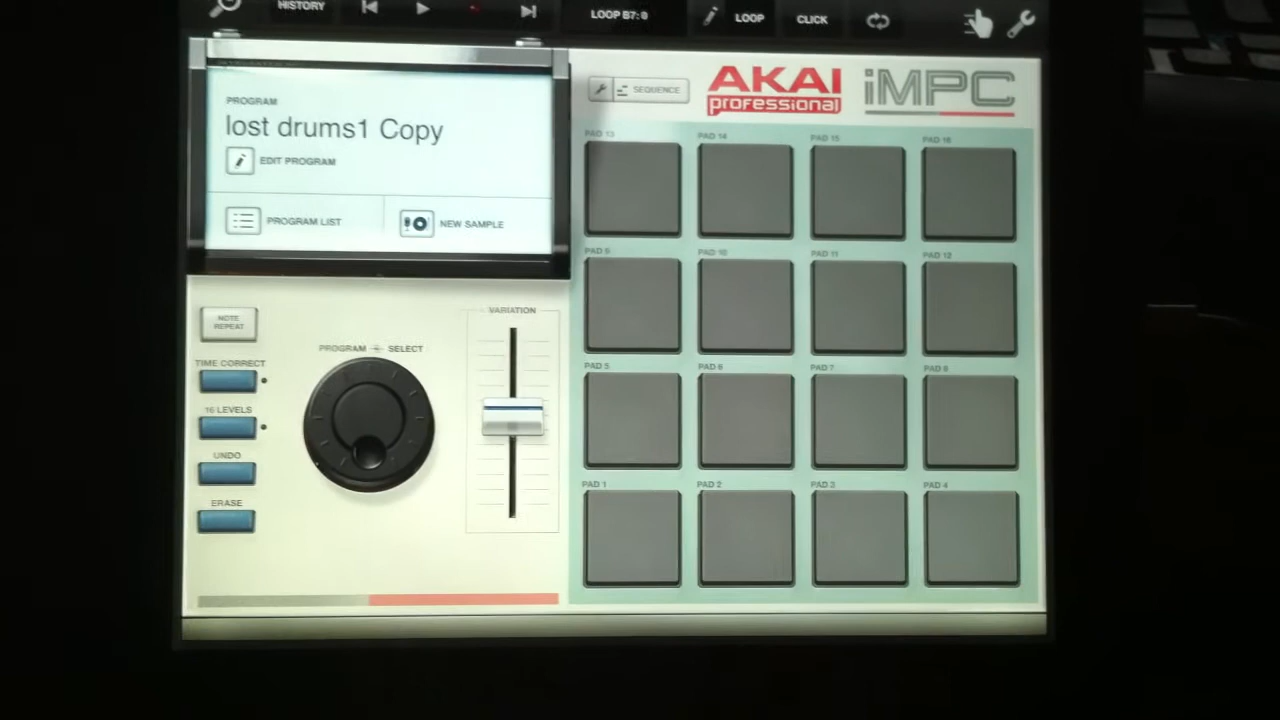 HISTORY
LOOP B7: 0
LOOP
CLICK
PROGRAM
lost drums1 Copy
EDIT PROGRAM
PROGRAM LIST
NEW SAMPLE
SEQUENCE
AKAI
professional
iMPC
NOTE
REPEAT
TIME CORRECT
16 LEVELS
UNDO
ERASE
PROGRAM SELECT
VARIATION
PAD 13
PAD 14
PAD 15
PAD 16
PAD 9
PAD 10
PAD 11
PAD 12
PAD 5
PAD 6
PAD 7
PAD 8
PAD 1
PAD 2
PAD 3
PAD 4